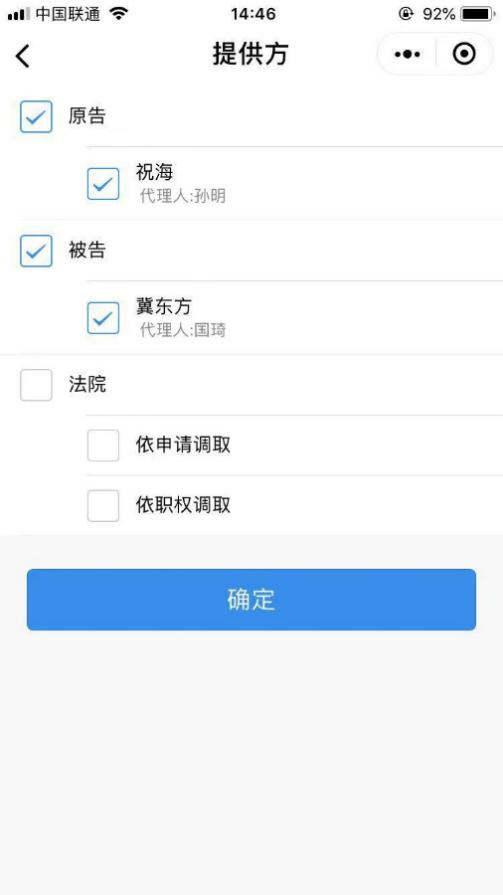 中国联通 14:46 92%
提供方
原告
祝海
代理人:孙明
被告
冀东方
代理人:国琦
法院
依申请调取
依职权调取
确定